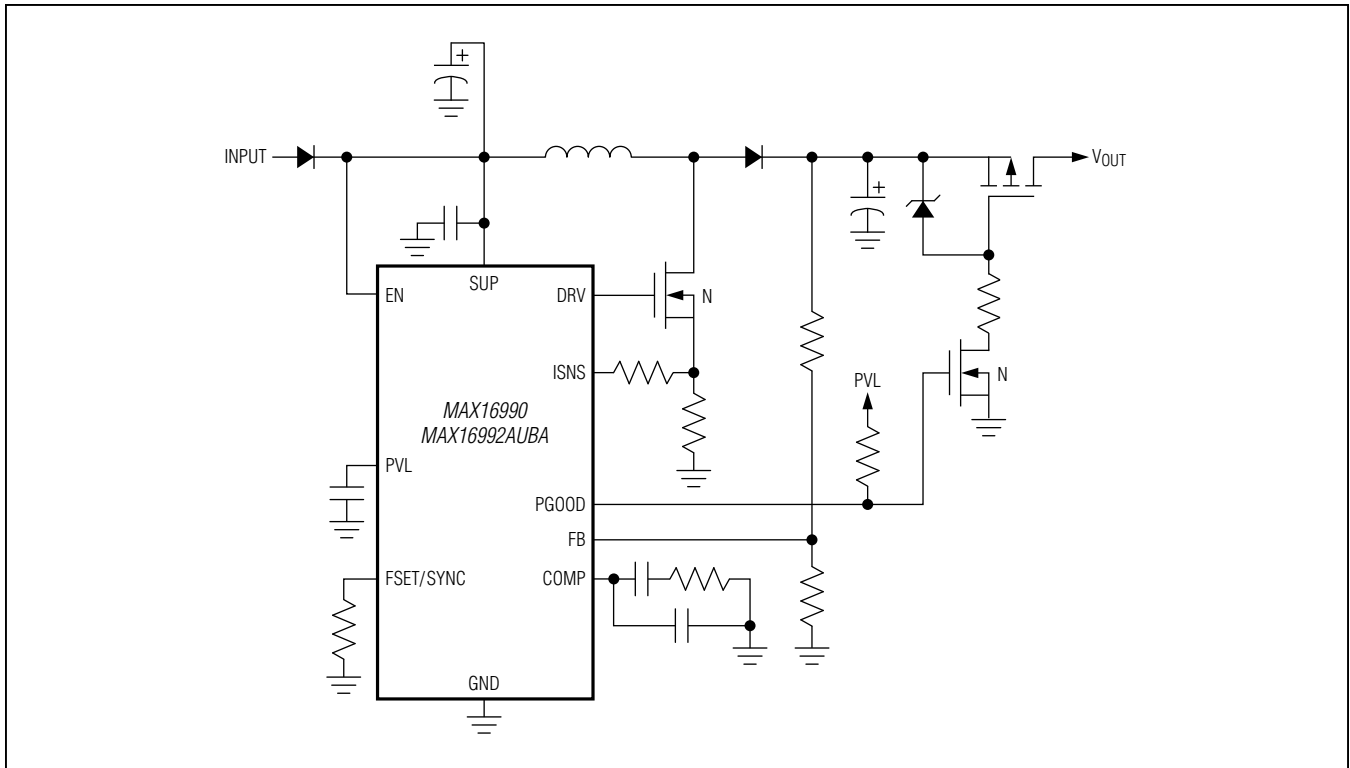 INPUT
+
+
VOUT
SUP
EN
DRV
N
ISNS
MAX16990
MAX16992AUBA
PVL
N
PVL
PGOOD
FB
FSET/SYNC
COMP
GND